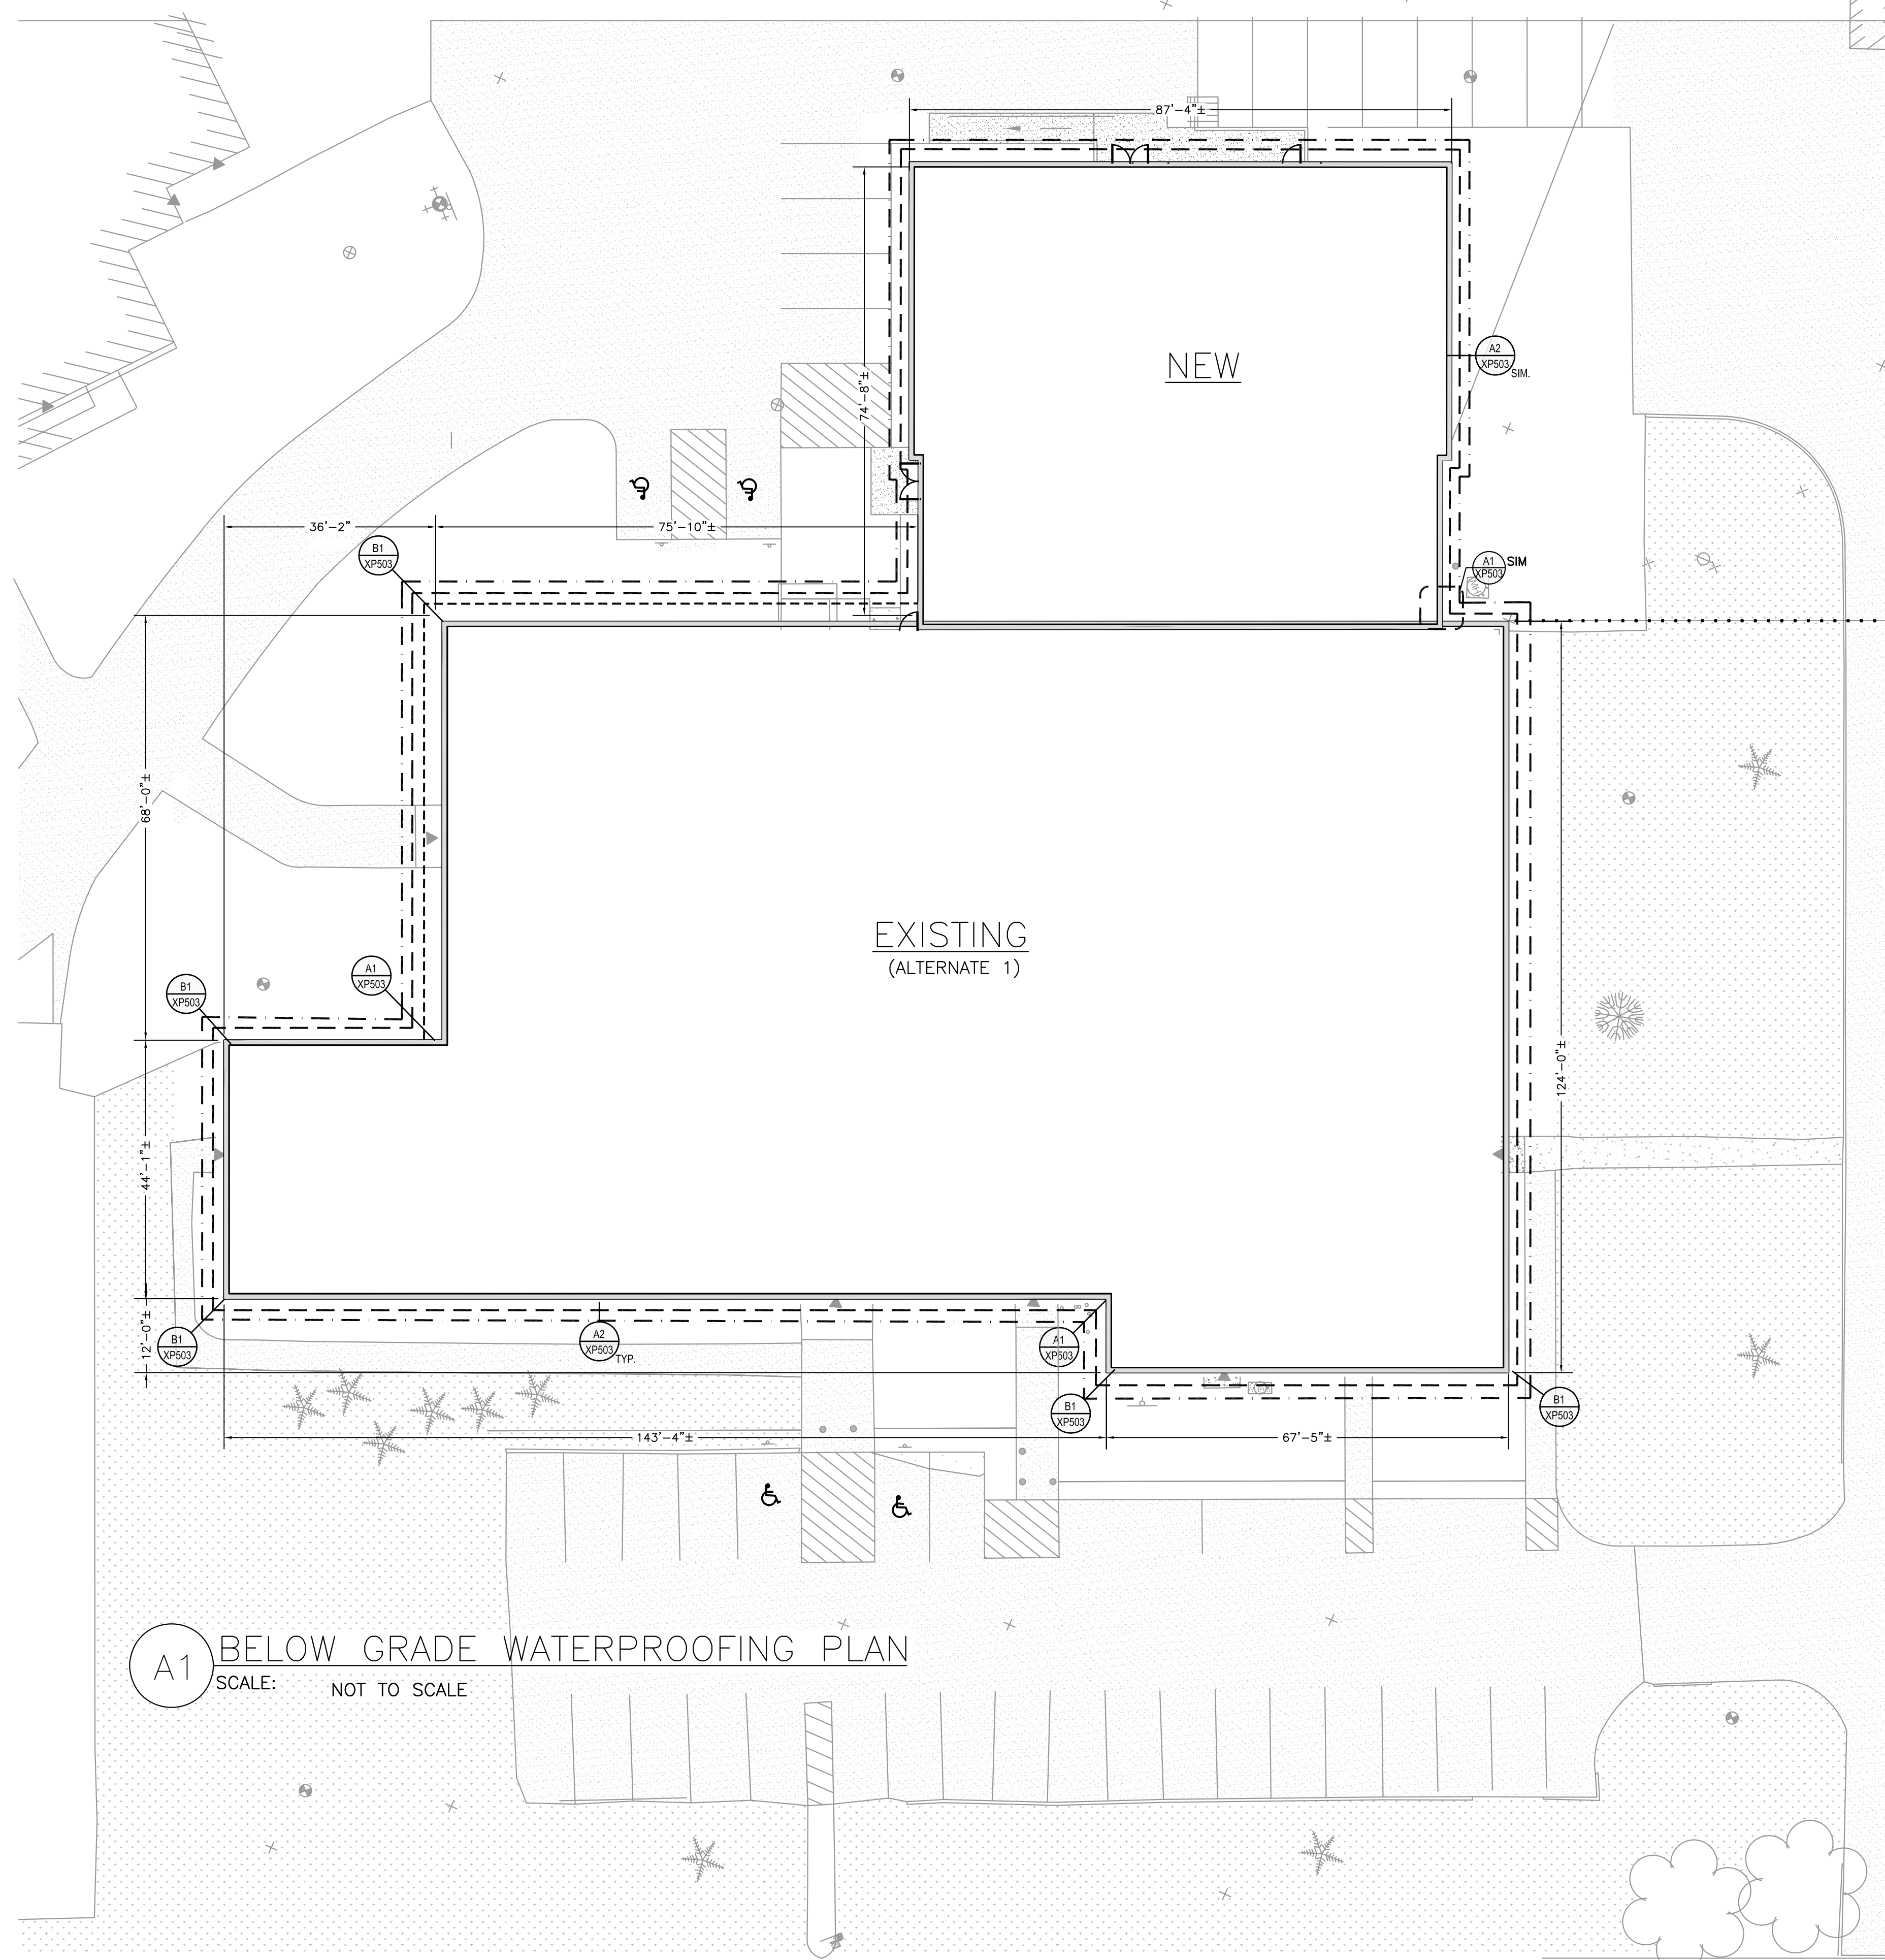 87'-4"±
74'-8"±
NEW
A2
XP503
SIM.
36'-2"
75'-10"±
B1
XP503
A1
XP503
SIM
68'-0"±
EXISTING
(ALTERNATE 1)
A1
XP503
B1
XP503
124'-0"±
44'-1"±
12'-0"±
B1
XP503
A2
XP503
TYP.
A1
XP503
B1
XP503
B1
XP503
143'-4"±
67'-5"±
A1
BELOW GRADE WATERPROOFING PLAN
SCALE: NOT TO SCALE